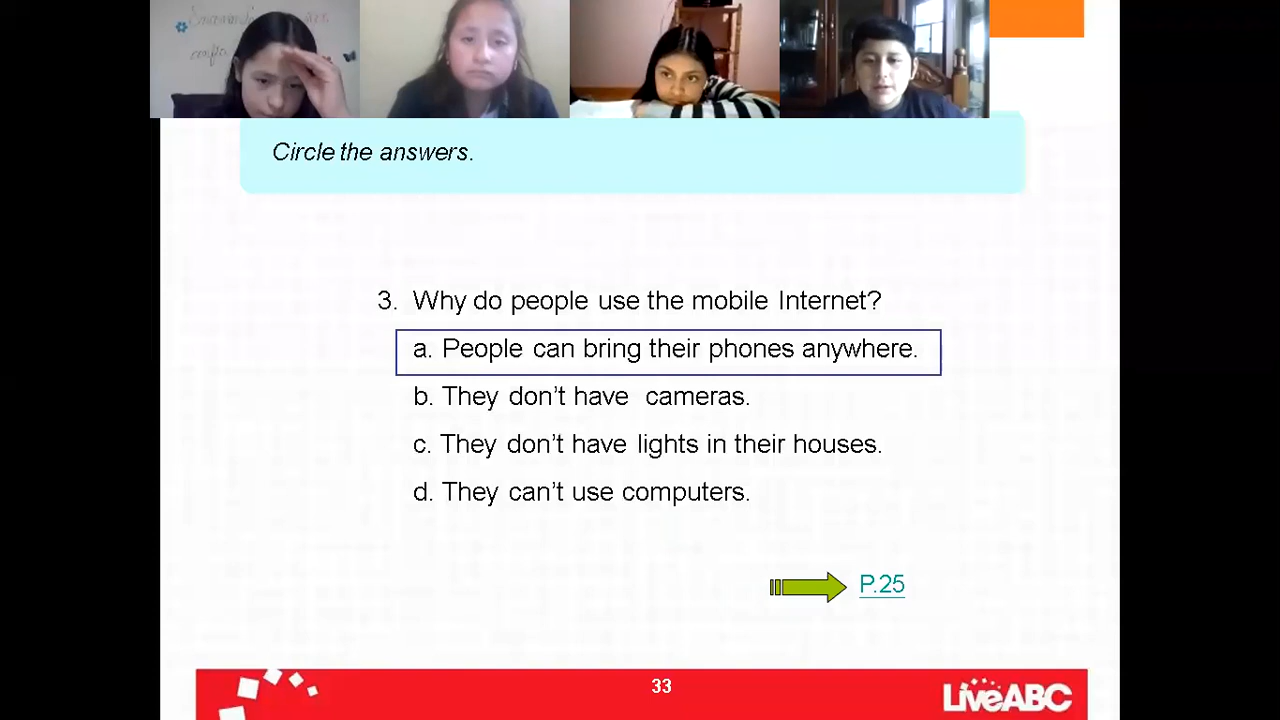 Circle the answers.
3. Why do people use the mobile Internet?
a. People can bring their phones anywhere.
b. They don't have cameras.
c. They don't have lights in their houses.
d. They can't use computers.
P.25
33
LiveABC